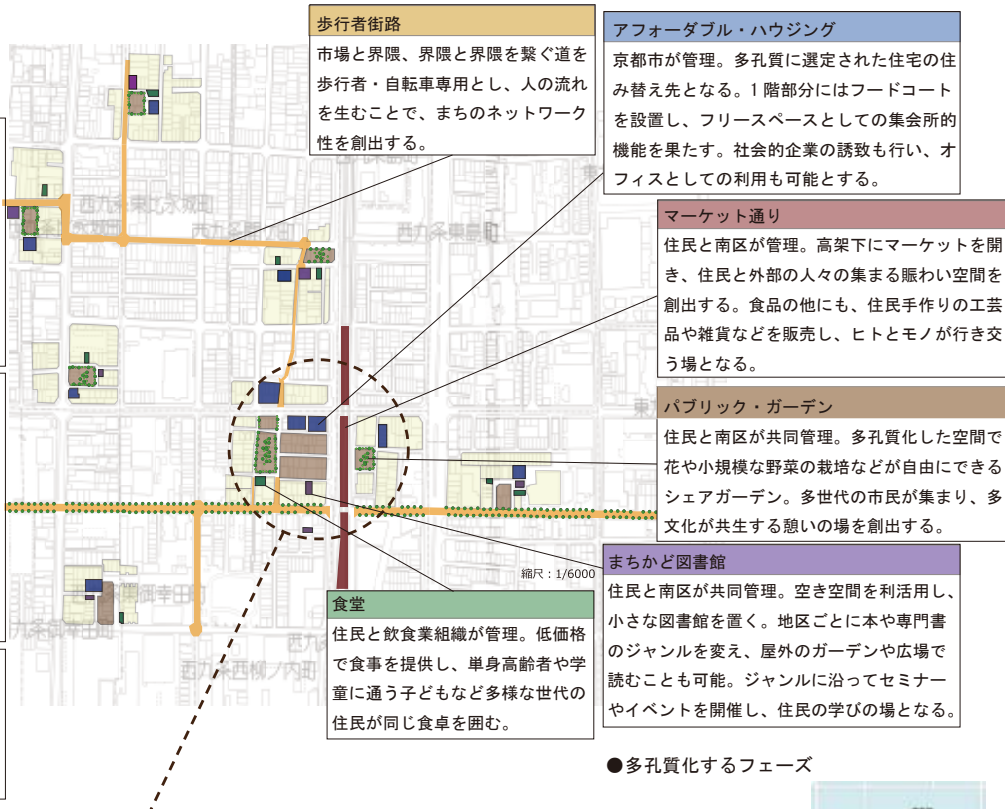 歩行者街路
市場と界隈、界隈と界隈を繋ぐ道を
歩行者・自転車専用とし、人の流れ
を生むことで、まちのネットワーク
性を創出する。
アフォーダブル・ハウジング
京都市が管理。多孔質に選定された住宅の住
み替え先となる。1 階部分にはフードコート
を設置し、フリースペースとしての集会所的
機能を果たす。社会的企業の誘致も行い、オ
フィスとしての利用も可能とする。
マーケット通り
住民と南区が管理。高架下にマーケットを開
き、住民と外部の人々の集まる賑わい空間を
創出する。食品の他にも、住民手作りの工芸
品や雑貨などを販売し、ヒトとモノが行き交
う場となる。
パブリック・ガーデン
住民と南区が共同管理。多孔質化した空間で
花や小規模な野菜の栽培などが自由にできる
シェアガーデン。多世代の市民が集まり、多
文化が共生する憩いの場を創出する。
まちかど図書館
住民と南区が共同管理。空き空間を利活用し、
小さな図書館を置く。地区ごとに本や専門書
のジャンルを変え、屋外のガーデンや広場で
読むことも可能。ジャンルに沿ってセミナー
やイベントを開催し、住民の学びの場となる。
縮尺：1/6000
食堂
住民と飲食業組織が管理。低価格
で食事を提供し、単身高齢者や学
童に通う子どもなど多様な世代の
住民が同じ食卓を囲む。
西九条東比永城町
西九条西柳ノ内町
●多孔質化するフェーズ